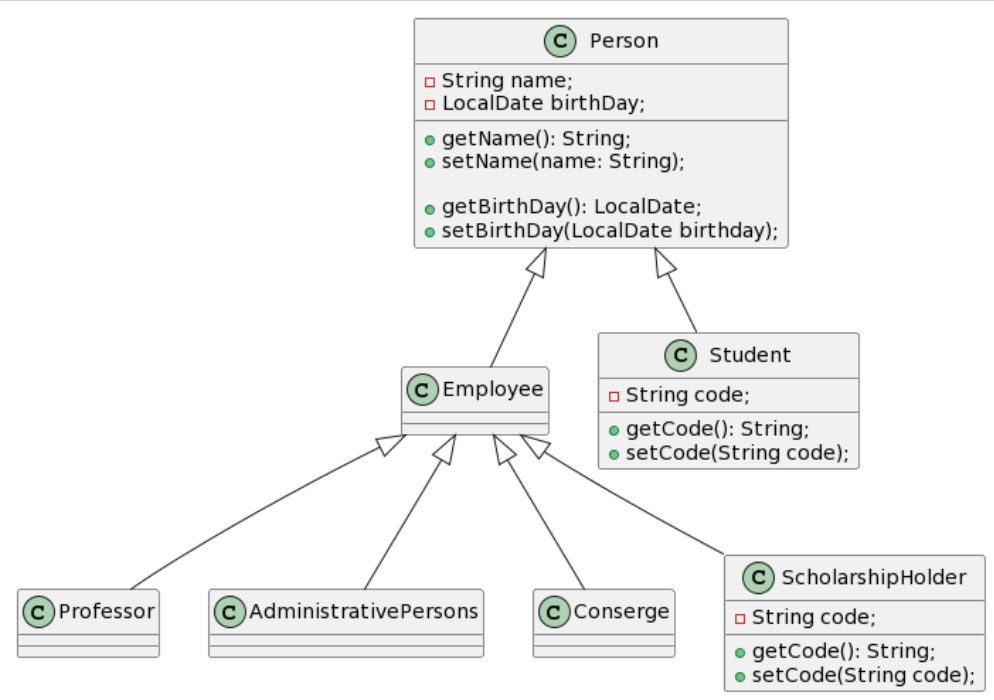 C Person
String name;
LocalDate birthDay;
getName(): String;
setName(name: String);
getBirthDay(): LocalDate;
setBirthDay(LocalDate birthday);
C Employee
C Student
String code;
getCode(): String;
setCode(String code);
C Professor
C AdministrativePersons
C Conserge
C ScholarshipHolder
String code;
getCode(): String;
setCode(String code);